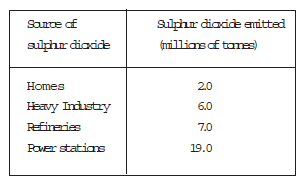 Source of Sulphur dioxide emitted
sulphur dioxide (millions of tonnes)
Homes 2.0
Heavy Industry 6.0
Refineries 7.0
Power stations 19.0